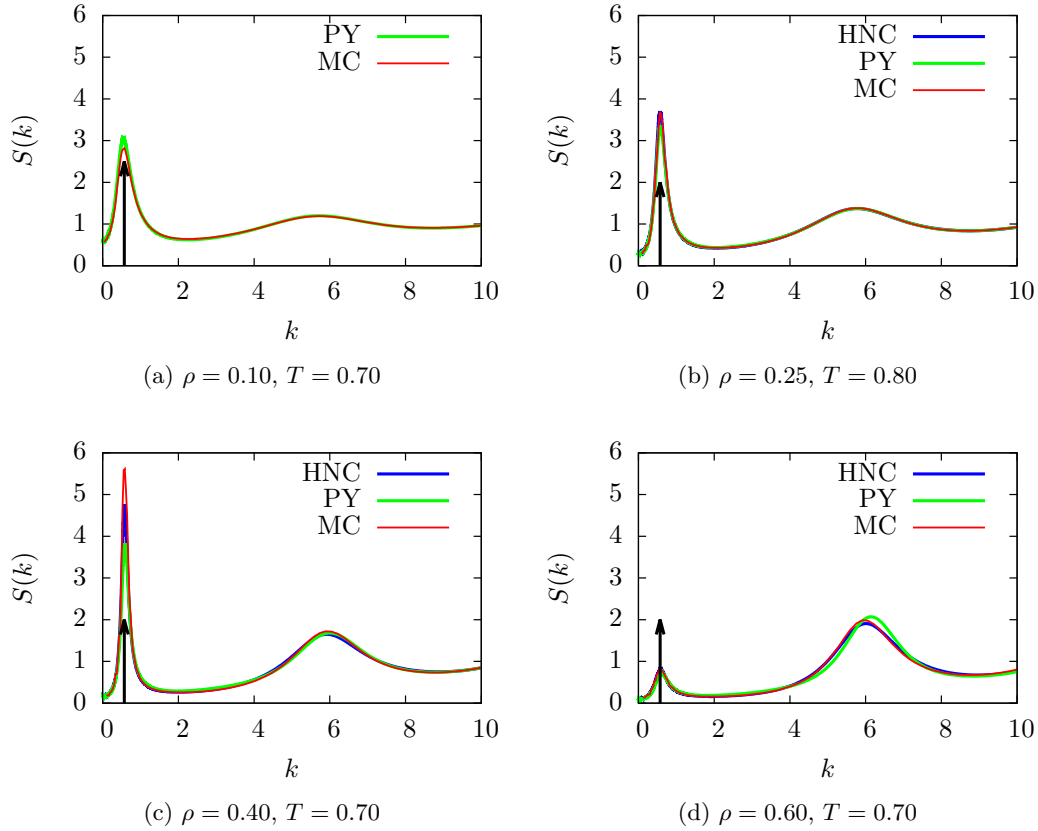 6
5
4
3
2
1
0
S(k)
PY
MC
0 2 4 6 8 10
k
(a) ρ = 0.10, T = 0.70
6
5
4
3
2
1
0
S(k)
HNC
PY
MC
0 2 4 6 8 10
k
(b) ρ = 0.25, T = 0.80
6
5
4
3
2
1
0
S(k)
HNC
PY
MC
0 2 4 6 8 10
k
(c) ρ = 0.40, T = 0.70
6
5
4
3
2
1
0
S(k)
HNC
PY
MC
0 2 4 6 8 10
k
(d) ρ = 0.60, T = 0.70